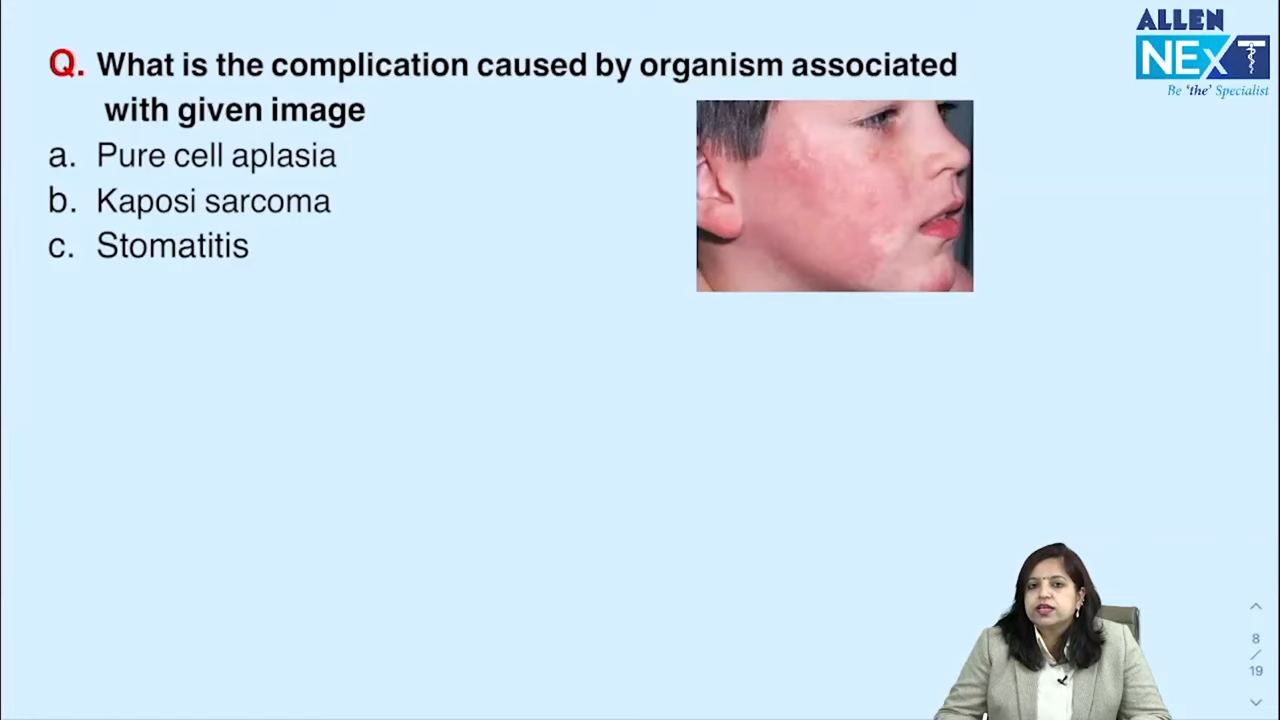 ALLEN
NEXT
Be 'the' Specialist
Q. What is the complication caused by organism associated
with given image
a. Pure cell aplasia
b. Kaposi sarcoma
c. Stomatitis
8
/
19